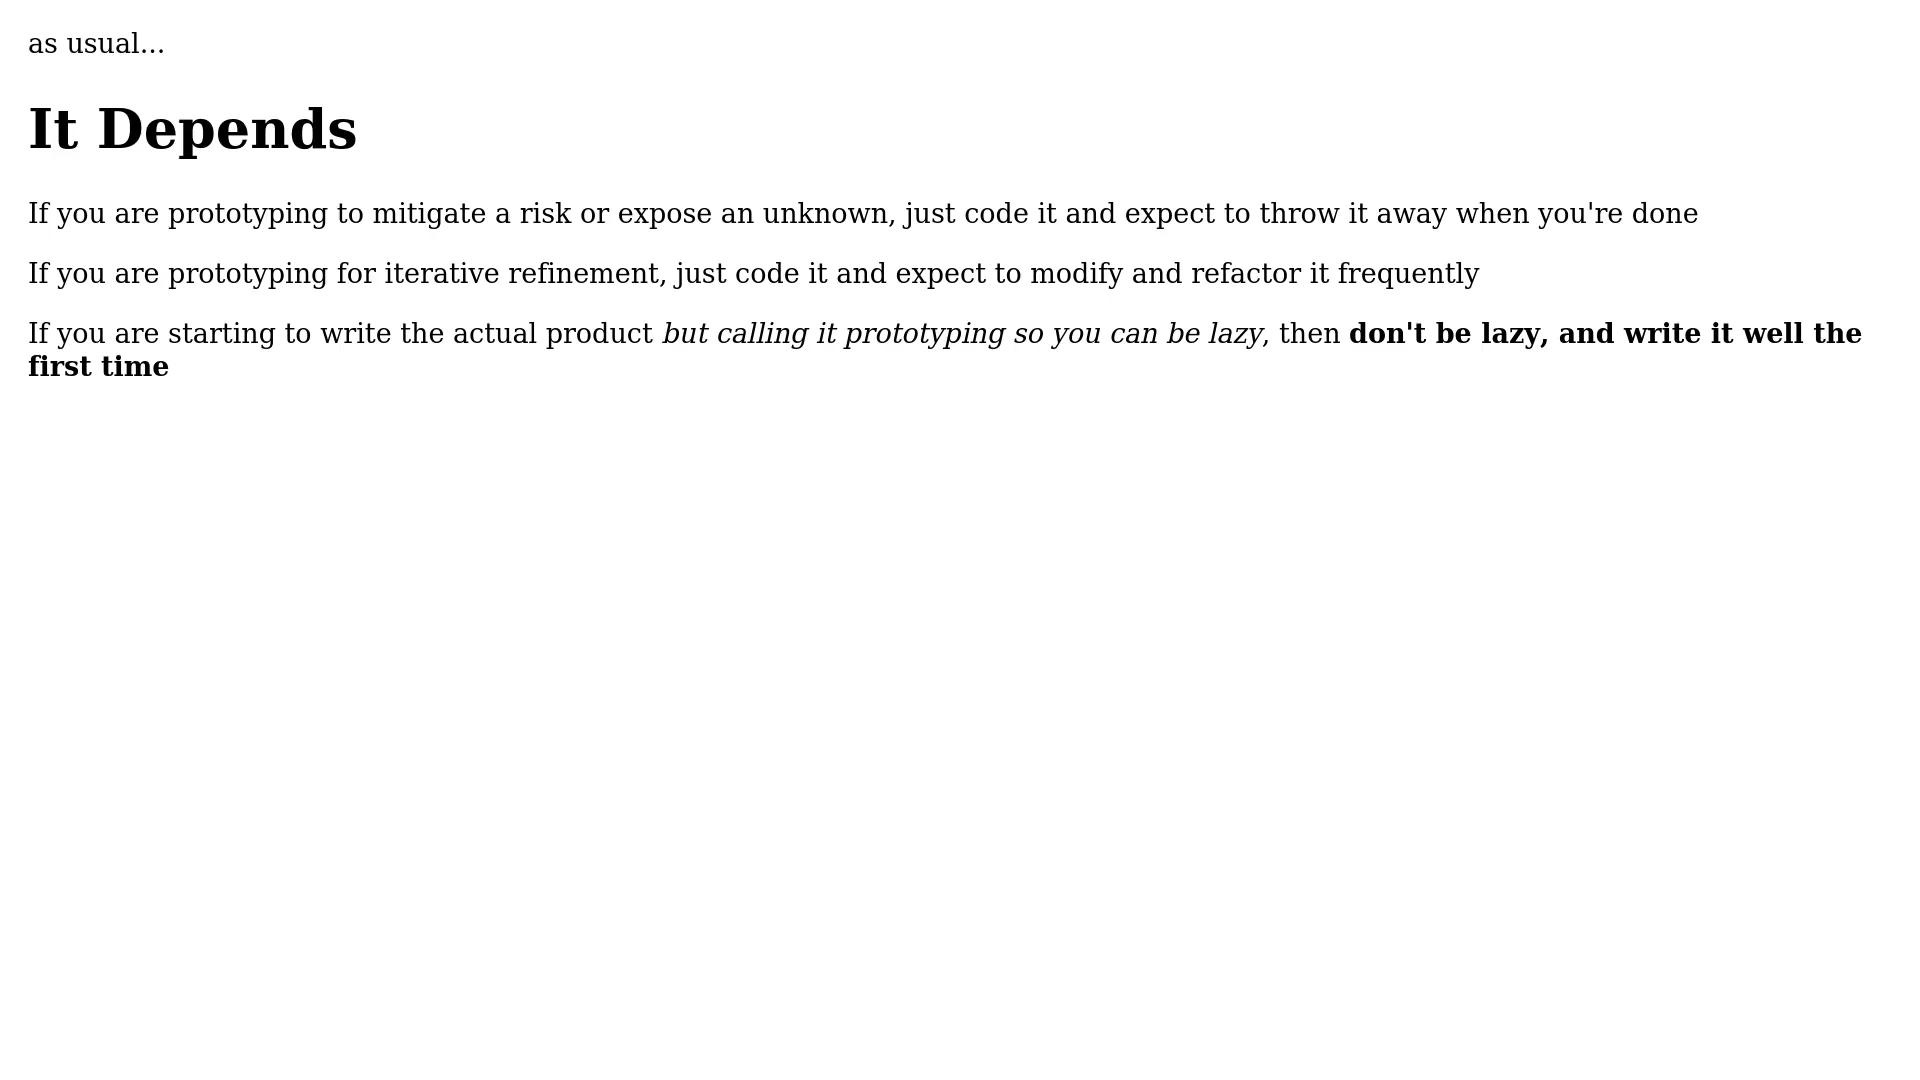 as usual...
It Depends
If you are prototyping to mitigate a risk or expose an unknown, just code it and expect to throw it away when you're done
If you are prototyping for iterative refinement, just code it and expect to modify and refactor it frequently
If you are starting to write the actual product but calling it prototyping so you can be lazy, then don't be lazy, and write it well the
first time